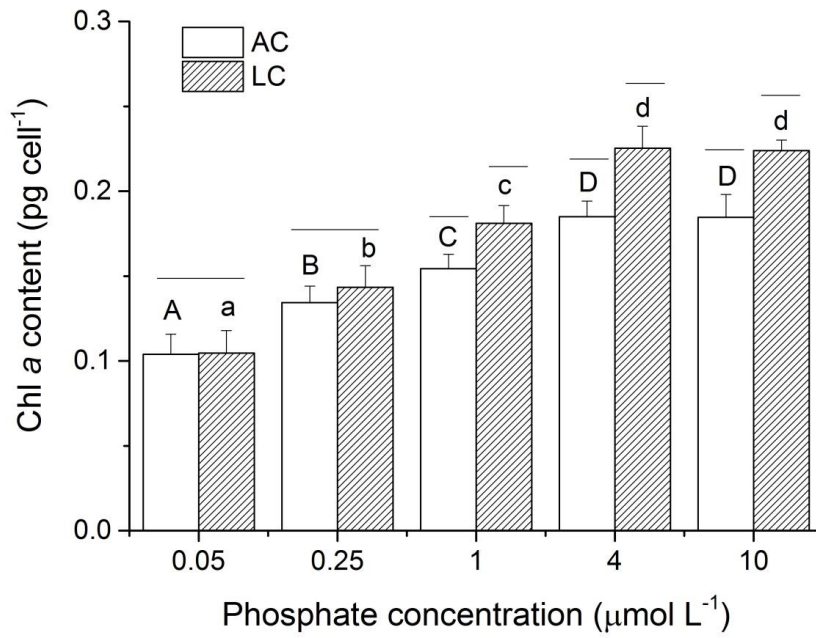 0.3
AC
LC
d
d
0.2
c
D
D
C
b
B
A
a
0.1
0.0
0.05 0.25 1 4 10
Chl a content (pg cell⁻¹)
Phosphate concentration (μmol L⁻¹)